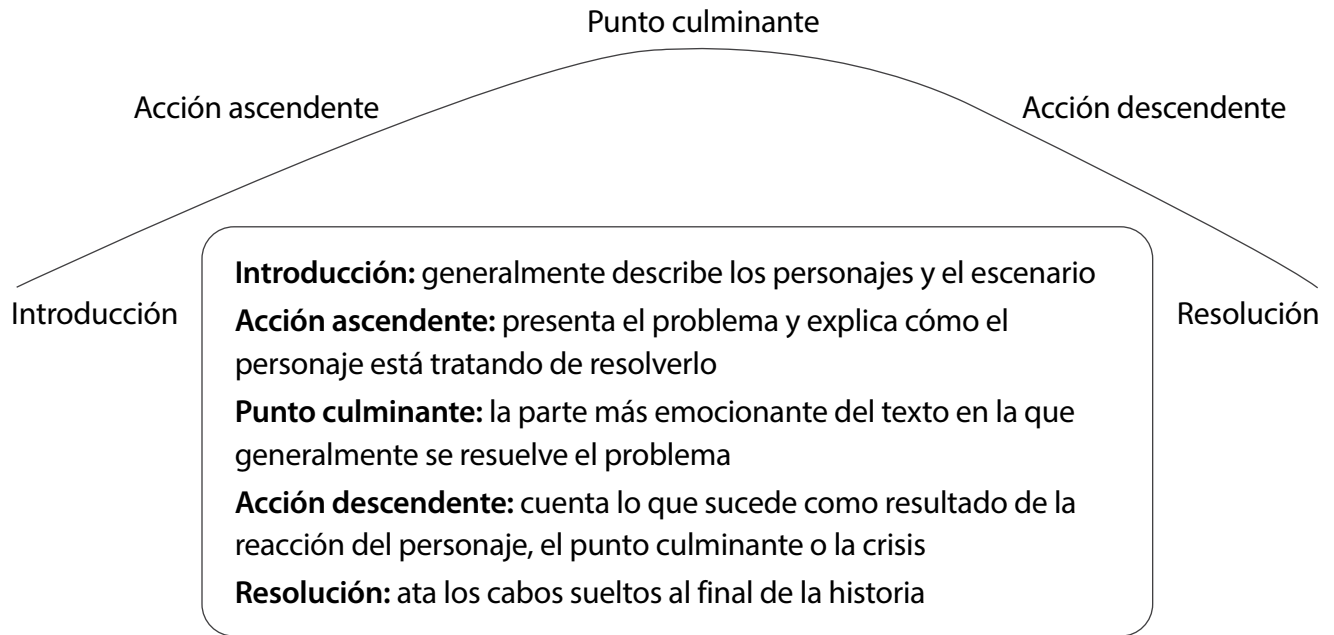 Punto culminante
Acción ascendente
Acción descendente
Introducción
Resolución
Introducción: generalmente describe los personajes y el escenario
Acción ascendente: presenta el problema y explica cómo el
personaje está tratando de resolverlo
Punto culminante: la parte más emocionante del texto en la que
generalmente se resuelve el problema
Acción descendente: cuenta lo que sucede como resultado de la
reacción del personaje, el punto culminante o la crisis
Resolución: ata los cabos sueltos al final de la historia